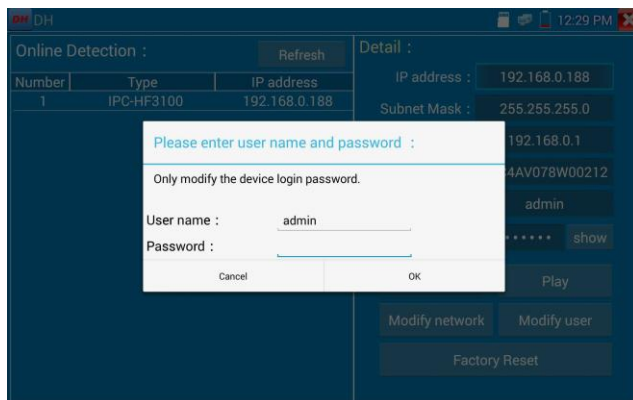 DH DH 12:29 PM
Online Detection : Refresh
Number Type IP address
1 IPC-HF3100 192.168.0.188
Detail :
IP address : 192.168.0.188
Subnet Mask : 255.255.255.0
192.168.0.1
4AV078W00212
admin
•••••• show
Play
Modify network Modify user
Factory Reset
Please enter user name and password :
Only modify the device login password.
User name : admin
Password :
Cancel OK